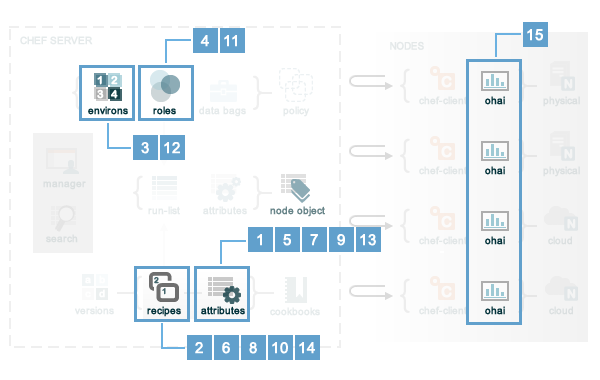 15
4 11
CHEF SERVER
NODES
1 2
3 4
environs
roles
data bags
policy
chef-client
ohai
physical
N
3 12
chef-client
ohai
physical
N
manager
search
run-list
attributes
node object
chef-client
ohai
cloud
N
1 5 7 9 13
versions
d
2
1
recipes
attributes
cookbooks
chef-client
ohai
cloud
N
2 6 8 10 14